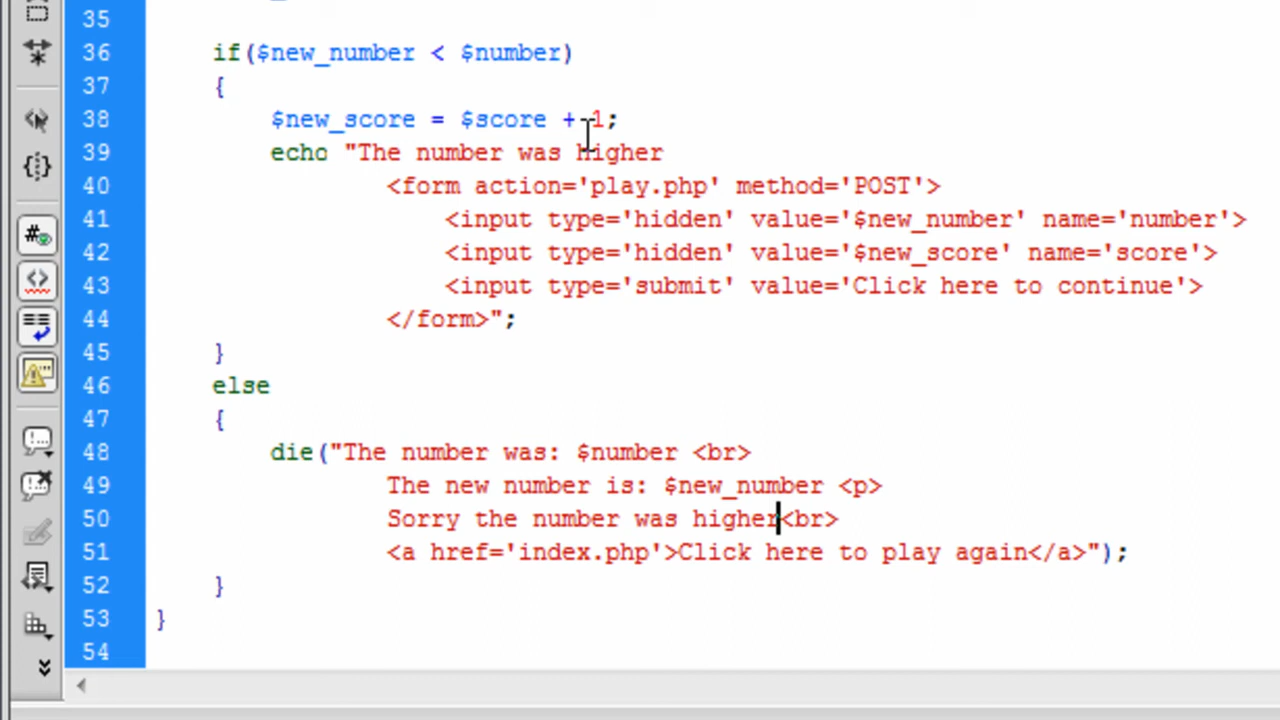 35
36 if($new_number < $number)
37 {
38 $new_score = $score + 1;
39 echo "The number was higher
40 <form action='play.php' method='POST'>
41 <input type='hidden' value='$new_number' name='number'>
42 <input type='hidden' value='$new_score' name='score'>
43 <input type='submit' value='Click here to continue'>
44 </form>";
45 }
46 else
47 {
48 die("The number was: $number <br>
49 The new number is: $new_number <p>
50 Sorry the number was higher<br>
51 <a href='index.php'>Click here to play again</a>");
52 }
53 }
54